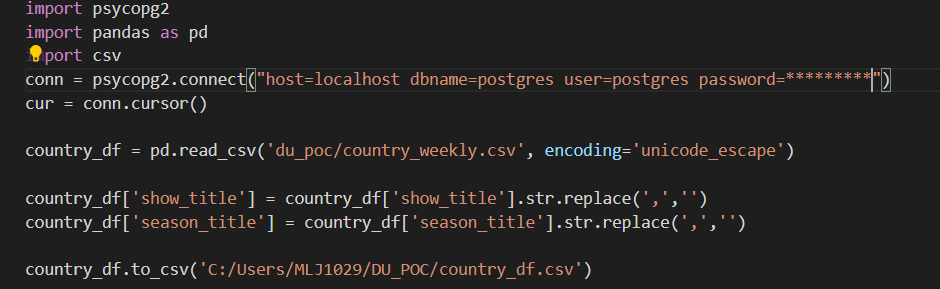 import psycopg2
import pandas as pd
import csv
conn = psycopg2.connect("host=localhost dbname=postgres user=postgres password=*********")
cur = conn.cursor()
country_df = pd.read_csv('du_poc/country_weekly.csv', encoding='unicode_escape')
country_df['show_title'] = country_df['show_title'].str.replace(',','')
country_df['season_title'] = country_df['season_title'].str.replace(',','')
country_df.to_csv('C:/Users/MLJ1029/DU_POC/country_df.csv')